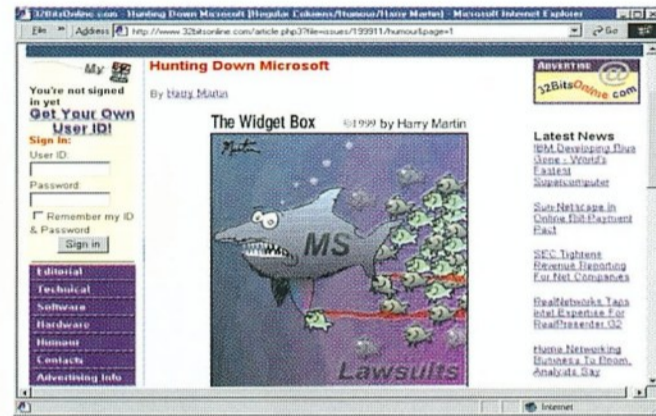 32BitsOnline.com - Hunting Down Microsoft [Regular Columns/Humour/Harry Martin] - Microsoft Internet Explorer
File
Address
http://www.32bitsonline.com/article.php3?file=issues/199911/humour&page=1
Go
My
You're not signed
in yet
Get Your Own
User ID!
Sign in:
User ID:
Password:
Remember my ID
& Password
Sign in
Editorial
Technical
Software
Hardware
Humour
Contacts
Advertising Info
Hunting Down Microsoft
By Harry Martin
The Widget Box
©1999 by Harry Martin
Martin
MS
Lawsuits
ADVERTISE
32BitsOnline.com
Latest News
IBM Developing Blue
Gene - World's
Fastest
Supercomputer
Sun-Netscape in
Online Bill-Payment
Pact
SEC Tightens
Revenue Reporting
For Net Companies
RealNetworks Taps
Intel Expertise For
RealPresenter G2
Home Networking
Business To Boom,
Analysts Say
Internet